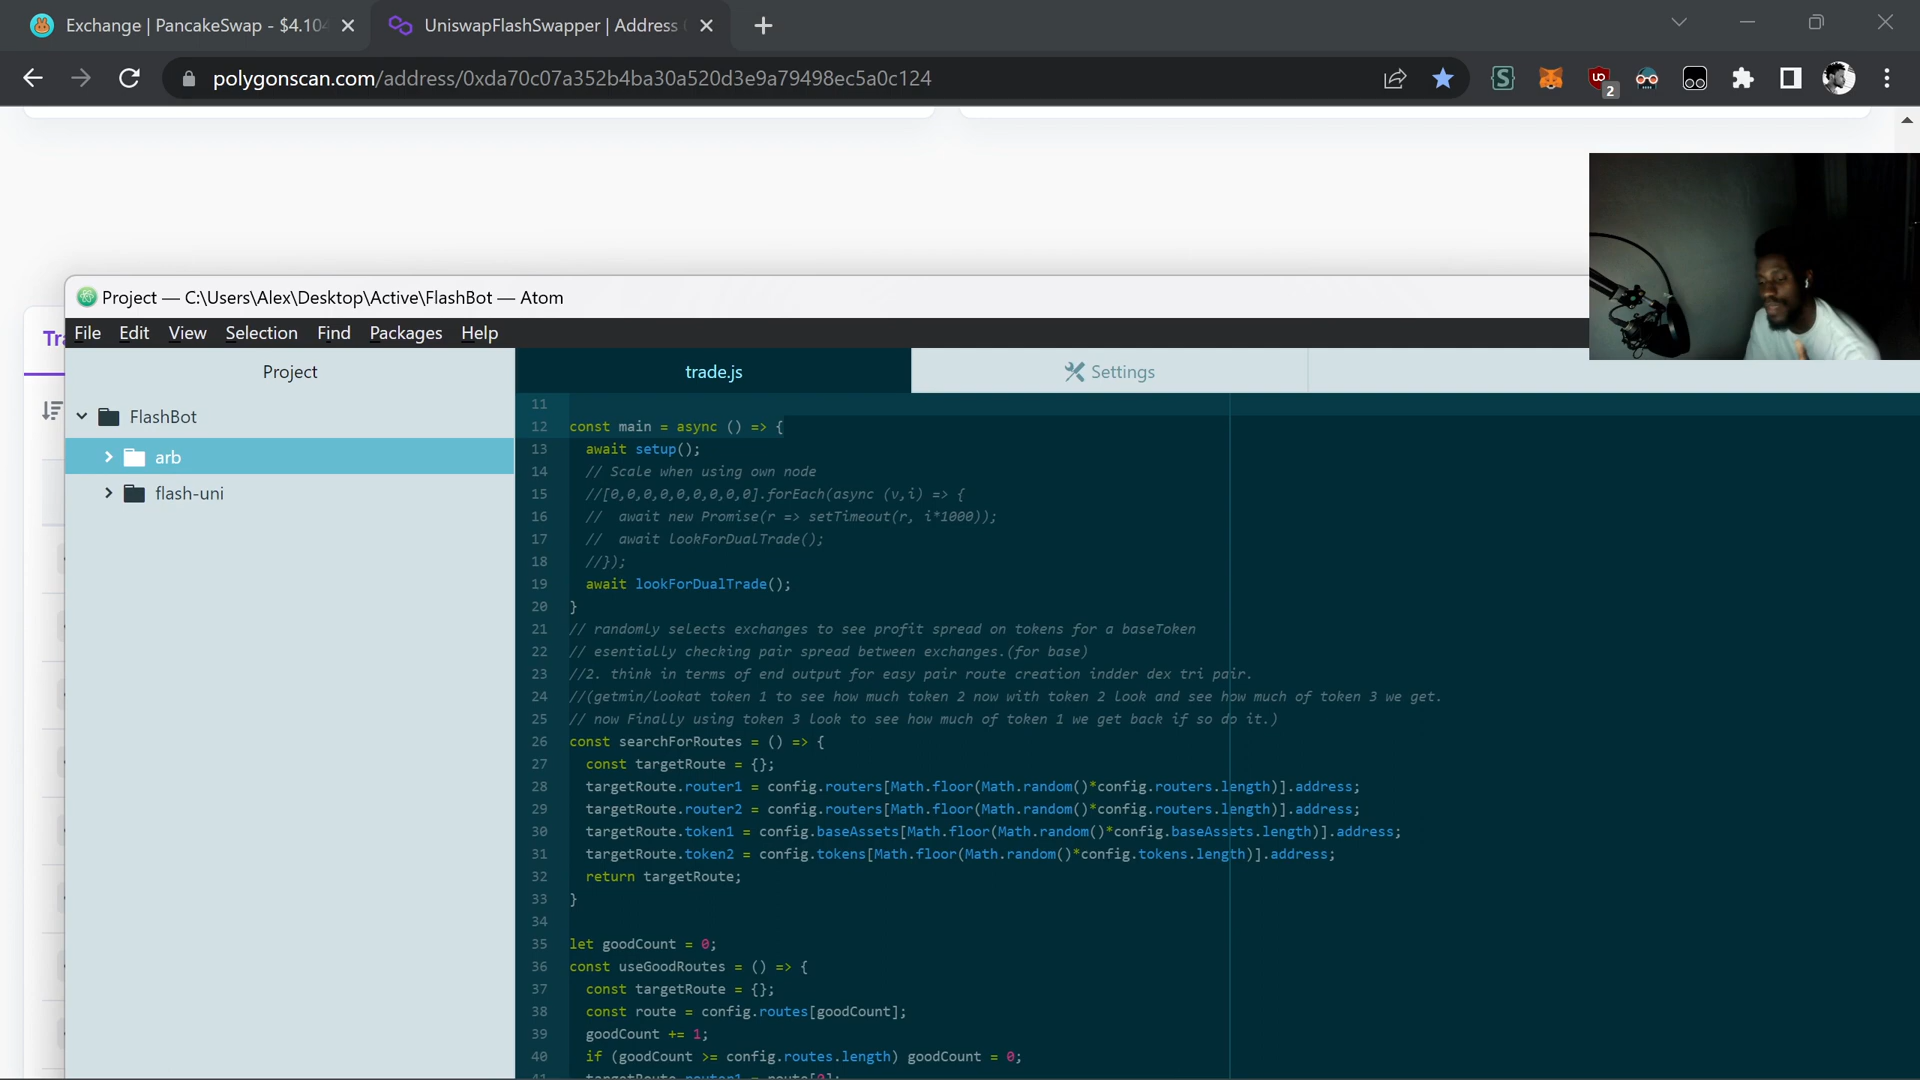 Exchange | PancakeSwap - $4.104
UniswapFlashSwapper | Address
polygonscan.com/address/0xda70c07a352b4ba30a520d3e9a79498ec5a0c124
2
Project — C:\Users\Alex\Desktop\Active\FlashBot — Atom
File Edit View Selection Find Packages Help
Project
trade.js
Settings
FlashBot
arb
flash-uni
11
12 const main = async () => {
13 await setup();
14 // Scale when using own node
15 //[0,0,0,0,0,0,0,0,0].forEach(async (v,i) => {
16 // await new Promise(r => setTimeout(r, i*1000));
17 // await lookForDualTrade();
18 //});
19 await lookForDualTrade();
20 }
21 // randomly selects exchanges to see profit spread on tokens for a baseToken
22 // esentially checking pair spread between exchanges.(for base)
23 //2. think in terms of end output for easy pair route creation indder dex tri pair.
24 //(getmin/lookat token 1 to see how much token 2 now with token 2 look and see how much of token 3 we get.
25 // now Finally using token 3 look to see how much of token 1 we get back if so do it.)
26 const searchForRoutes = () => {
27 const targetRoute = {};
28 targetRoute.router1 = config.routers[Math.floor(Math.random()*config.routers.length)].address;
29 targetRoute.router2 = config.routers[Math.floor(Math.random()*config.routers.length)].address;
30 targetRoute.token1 = config.baseAssets[Math.floor(Math.random()*config.baseAssets.length)].address;
31 targetRoute.token2 = config.tokens[Math.floor(Math.random()*config.tokens.length)].address;
32 return targetRoute;
33 }
34
35 let goodCount = 0;
36 const useGoodRoutes = () => {
37 const targetRoute = {};
38 const route = config.routes[goodCount];
39 goodCount += 1;
40 if (goodCount >= config.routes.length) goodCount = 0;